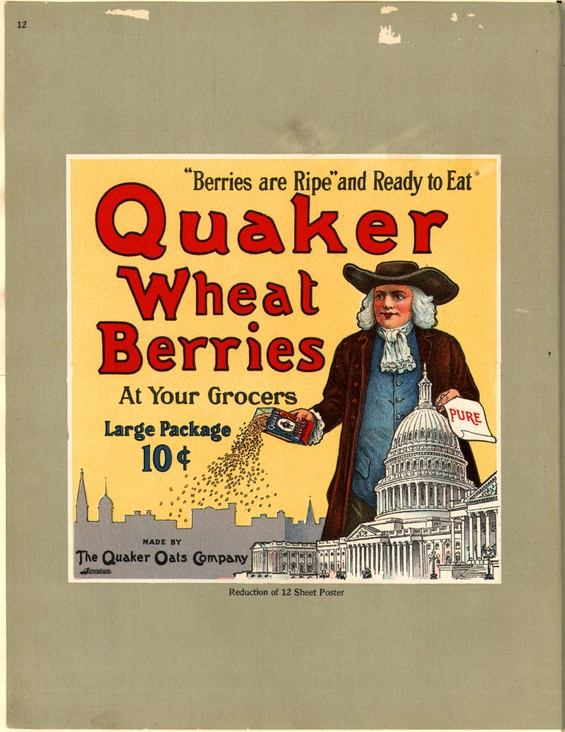 12
"Berries are Ripe" and Ready to Eat
Quaker
Wheat
Berries
At Your Grocers
Large Package
10¢
PURE
MADE BY
The Quaker Oats Company
American
Reduction of 12 Sheet Poster